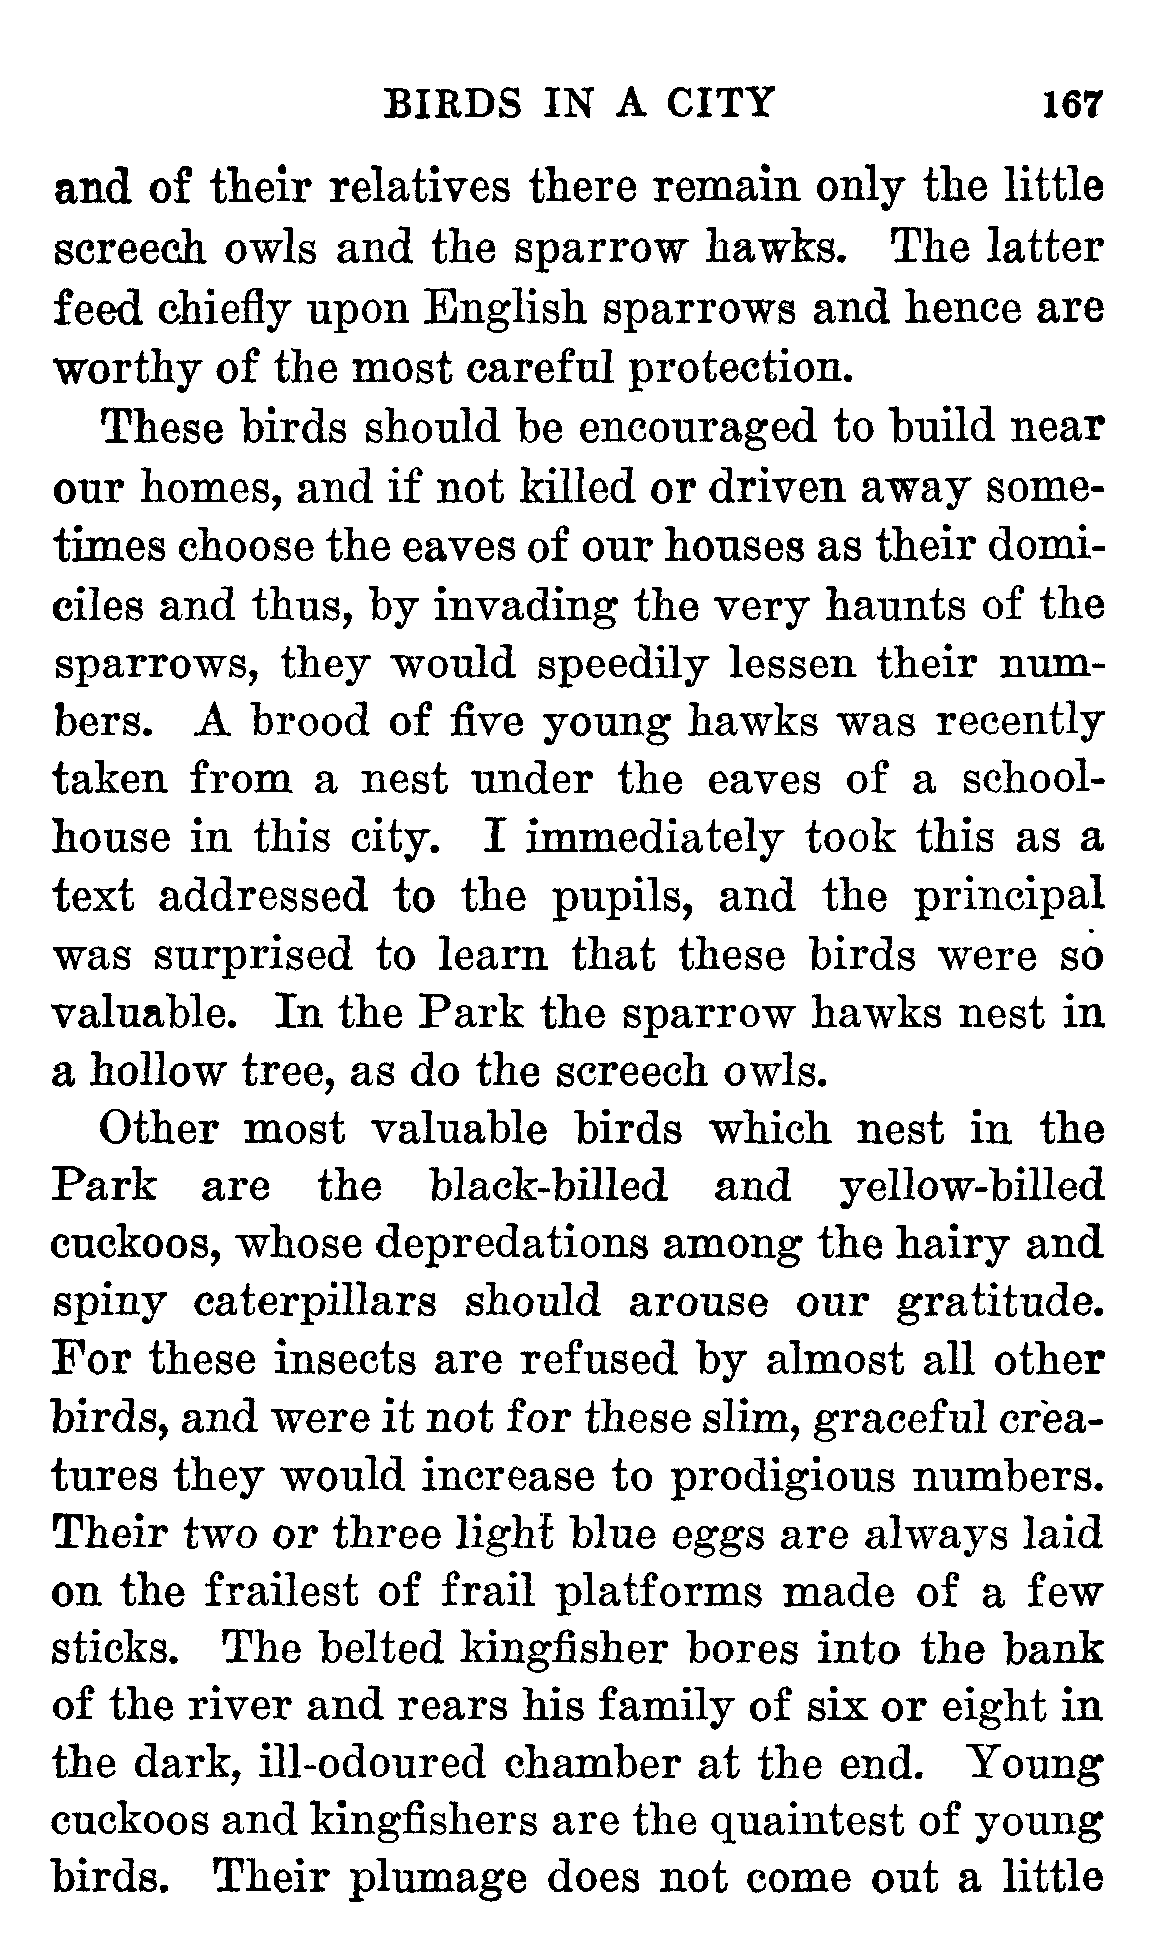 BIRDS IN A CITY 167
and of their relatives there remain only the little
screech owls and the sparrow hawks. The latter
feed chiefly upon English sparrows and hence are
worthy of the most careful protection.
These birds should be encouraged to build near
our homes, and if not killed or driven away some-
times choose the eaves of our houses as their domi-
ciles and thus, by invading the very haunts of the
sparrows, they would speedily lessen their num-
bers. A brood of five young hawks was recently
taken from a nest under the eaves of a school-
house in this city. I immediately took this as a
text addressed to the pupils, and the principal
was surprised to learn that these birds were so
valuable. In the Park the sparrow hawks nest in
a hollow tree, as do the screech owls.
Other most valuable birds which nest in the
Park are the black-billed and yellow-billed
cuckoos, whose depredations among the hairy and
spiny caterpillars should arouse our gratitude.
For these insects are refused by almost all other
birds, and were it not for these slim, graceful crea-
tures they would increase to prodigious numbers.
Their two or three light blue eggs are always laid
on the frailest of frail platforms made of a few
sticks. The belted kingfisher bores into the bank
of the river and rears his family of six or eight in
the dark, ill-odoured chamber at the end. Young
cuckoos and kingfishers are the quaintest of young
birds. Their plumage does not come out a little